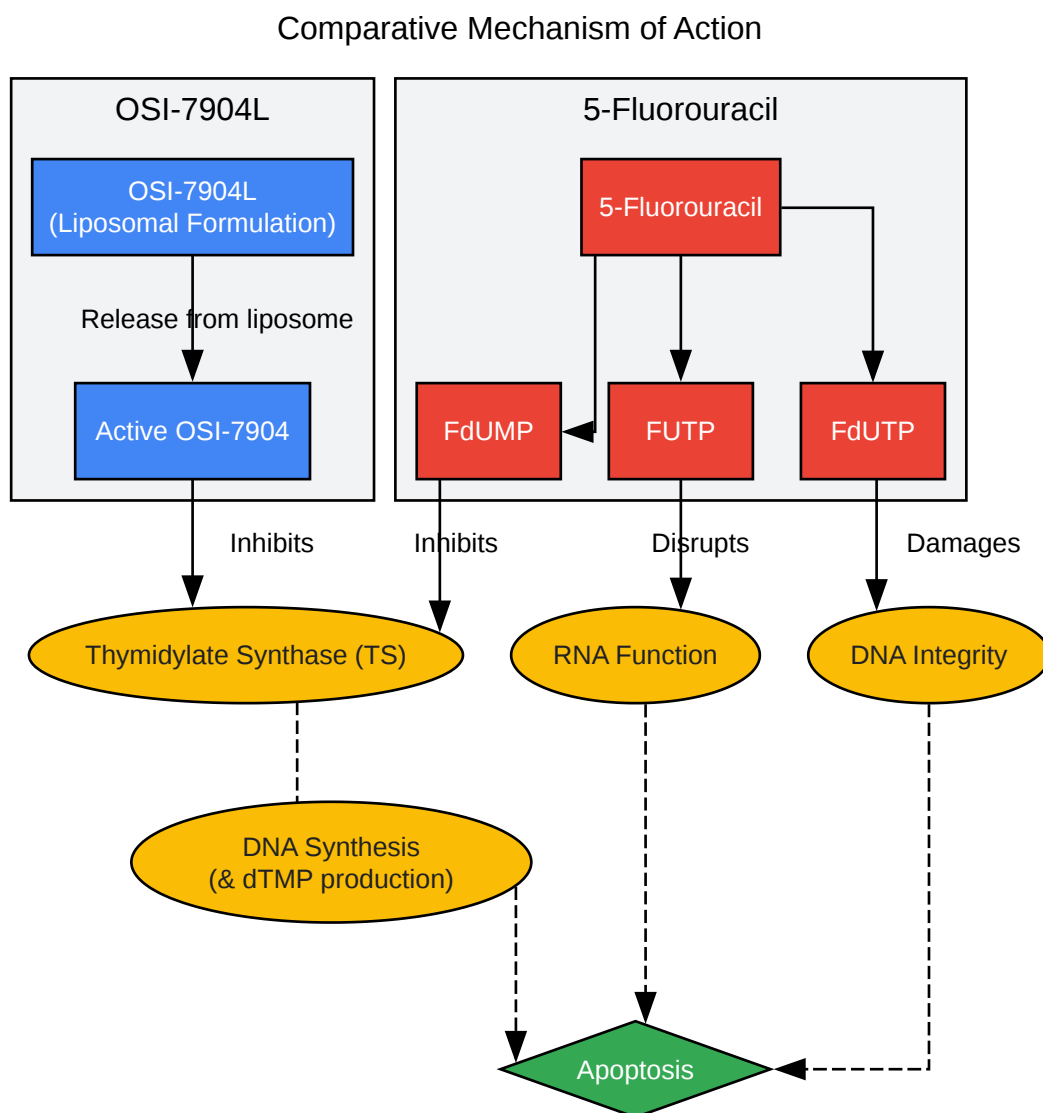 Comparative Mechanism of Action
OSI-7904L
5-Fluorouracil
OSI-7904L
(Liposomal Formulation)
5-Fluorouracil
Release from liposome
Active OSI-7904
FdUMP
FUTP
FdUTP
Inhibits
Inhibits
Disrupts
Damages
Thymidylate Synthase (TS)
RNA Function
DNA Integrity
DNA Synthesis
(& dTMP production)
Apoptosis